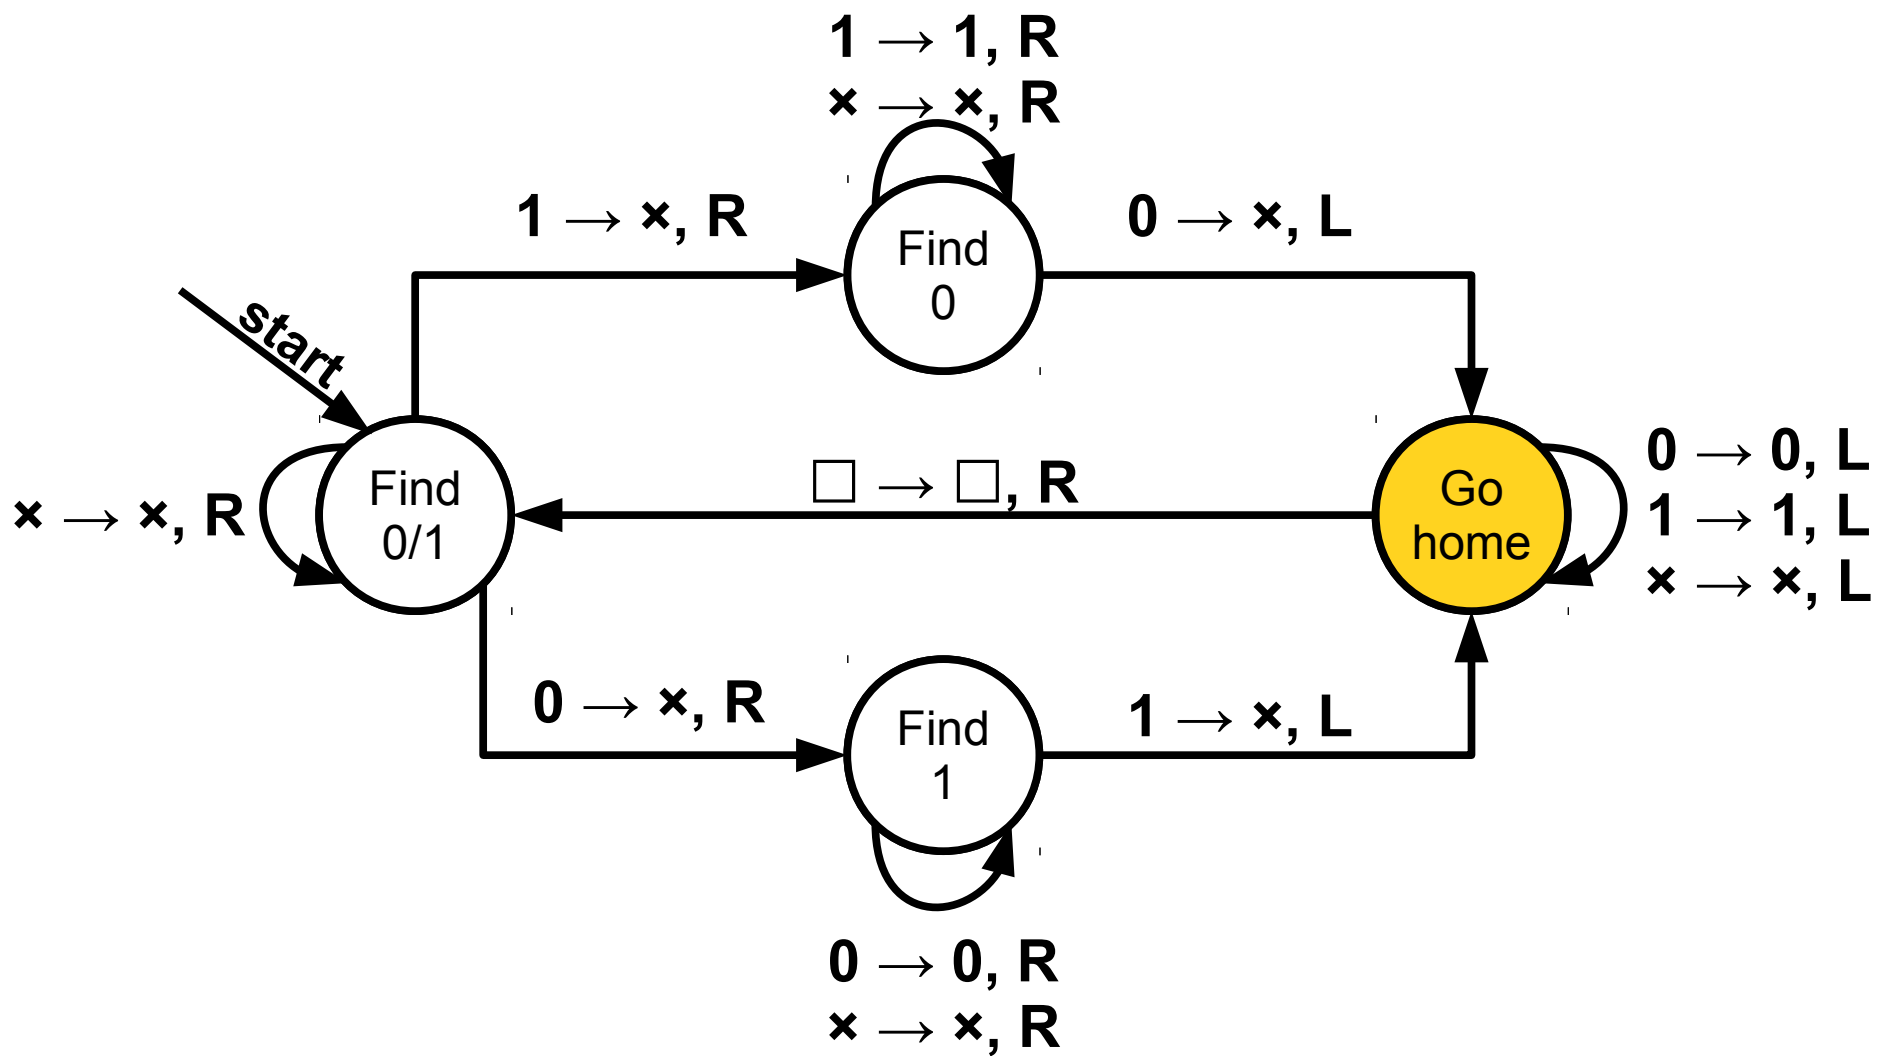 1 → 1, R
× → ×, R
1 → ×, R
Find
0
0 → ×, L
start
Find
0/1
× → ×, R
□ → □, R
Go
home
0 → 0, L
1 → 1, L
× → ×, L
0 → ×, R
Find
1
1 → ×, L
0 → 0, R
× → ×, R